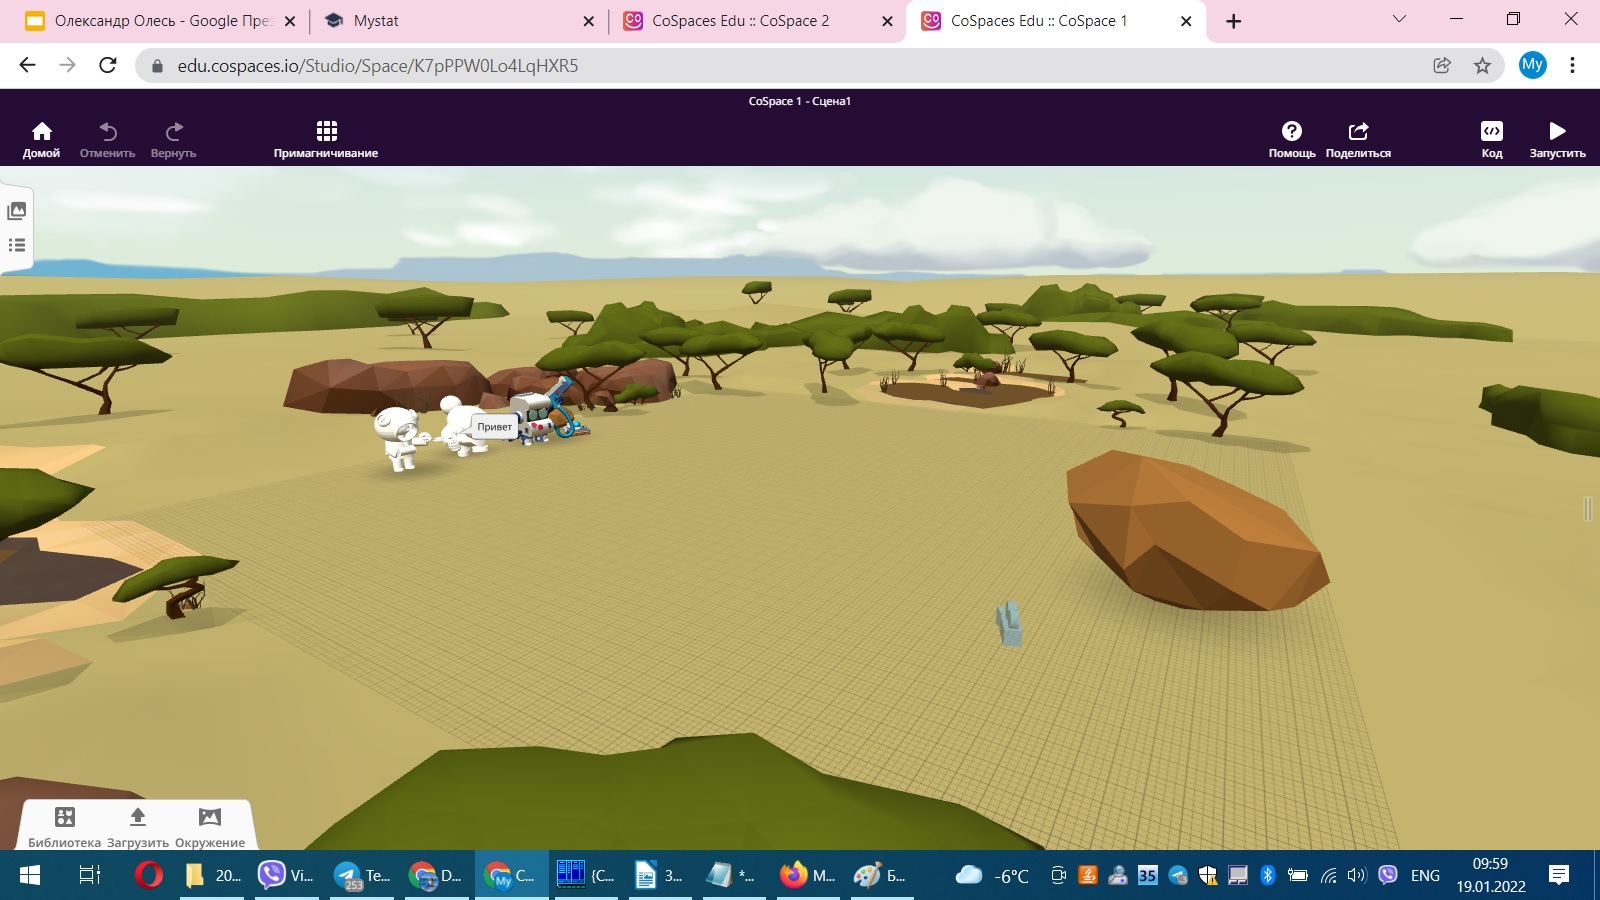 Олександр Олесь - Google През
Mystat
CoSpaces Edu :: CoSpace 2
CoSpaces Edu :: CoSpace 1
edu.cospaces.io/Studio/Space/K7pPPW0Lo4LqHXR5
My
CoSpace 1 - Сцена1
Домой
Отменить
Вернуть
Примагничивание
Помощь
Поделиться
Код
Запустить
Привет
Библиотека
Загрузить
Окружение
20...
Vi...
253
Te...
D...
My
C...
{C...
З...
*...
M...
Б...
-6°C
35
ENG
09:59
19.01.2022